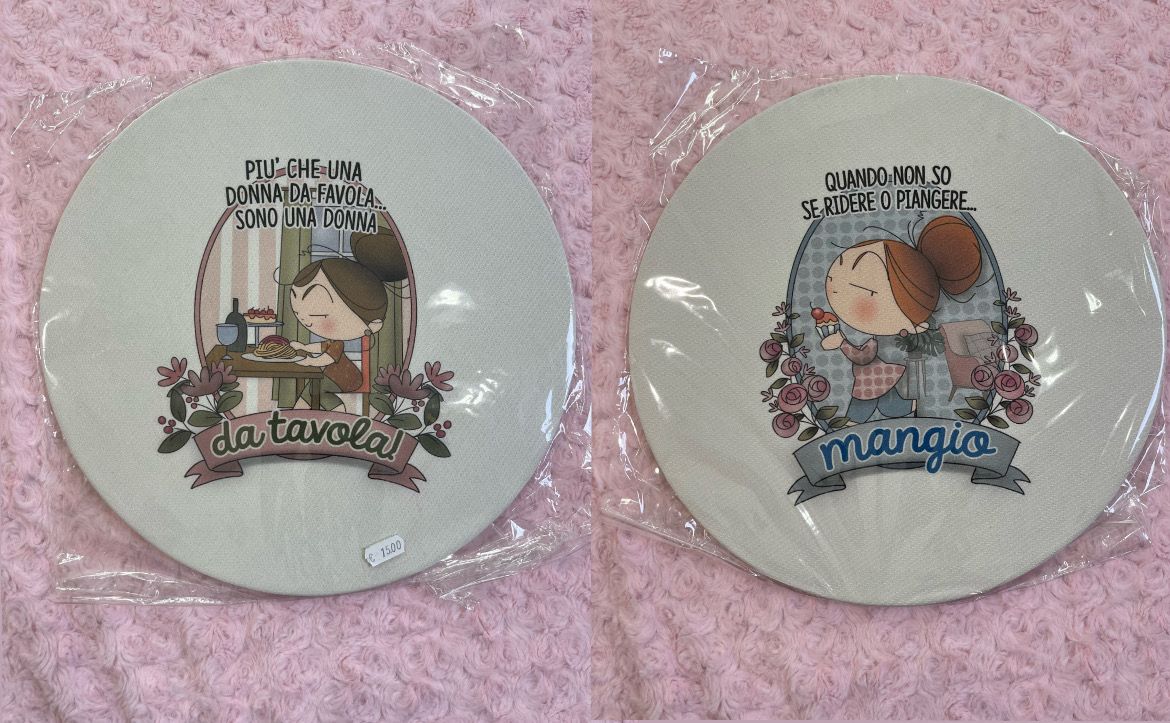 PIU' CHE UNA
DONNA DA FAVOLA...
SONO UNA DONNA
da tavola!
€ 15.00
QUANDO NON SO
SE RIDERE O PIANGERE...
mangio